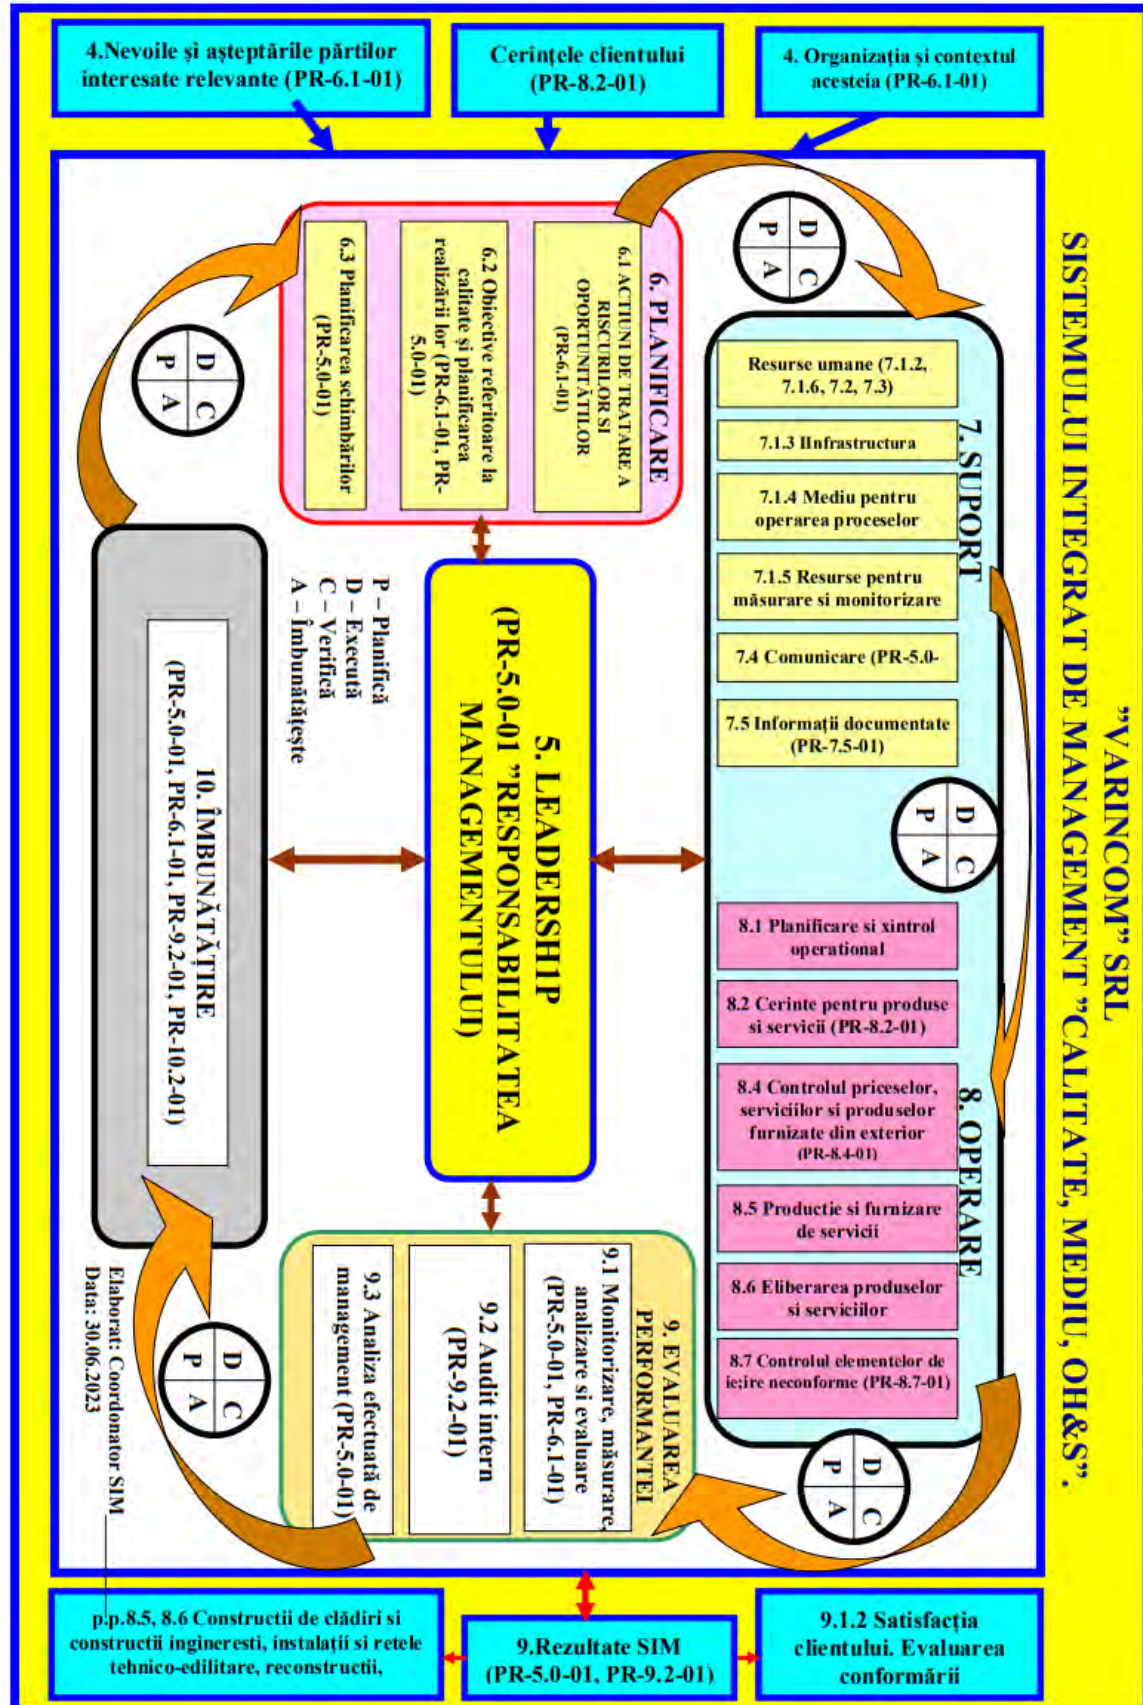 ”VARINCOM” SRL
SISTEMULUI INTEGRAT DE MANAGEMENT ”CALITATE, MEDIU, OH&S”.
4.Nevoile și așteptările părtilor
interesate relevante (PR-6.1-01)
Cerințele clientului
(PR-8.2-01)
4. Organizația și contextul
acesteia (PR-6.1-01)
6. PLANIFICARE
6.1 ACTIUNI DE TRATARE A
RISCURILOR SI
OPORTUNITĂTILOR
(PR-6.1-01)
6.2 Obiective referitoare la
calitate și planificarea
realizării lor (PR-6.1-01, PR-
5.0-01)
6.3 Planificarea schimbărilor
(PR-5.0-01)
D C
P A
D C
P A
7. SUPORT
Resurse umane (7.1.2,
7.1.6, 7.2, 7.3)
7.1.3 IInfrastructura
7.1.4 Mediu pentru
operarea proceselor
7.1.5 Resurse pentru
măsurare si monitorizare
7.4 Comunicare (PR-5.0-
7.5 Informații documentate
(PR-7.5-01)
D C
P A
8. OPERARE
8.1 Planificare si xintrol
operational
8.2 Cerinte pentru produse
si servicii (PR-8.2-01)
8.4 Controlul priceselor,
serviciilor si produselor
furnizate din exterior
(PR-8.4-01)
8.5 Productie si furnizare
de servicii
8.6 Eliberarea produselor
si serviciilor
8.7 Controlul elementelor de
ie;ire neconforme (PR-8.7-01)
D C
P A
5. LEADERSH1P
(PR-5.0-01 ”RESPONSABILITATEA
MANAGEMENTULUI)
P – Planifică
D – Execută
C – Verifică
A – Îmbunătățește
10. ÎMBUNĂTĂȚIRE
(PR-5.0-01, PR-6.1-01, PR-9.2-01, PR-10.2-01)
9. EVALUAREA
PERFORMANTEI
9.1 Monitorizare, măsurare,
analizare si evaluare
(PR-5.0-01, PR-6.1-01)
9.2 Audit intern
(PR-9.2-01)
9.3 Analiza efectuată de
management (PR-5.0-01)
D C
P A
Elaborat: Coordonator SIM
Data: 30.06.2023
p.p.8.5, 8.6 Constructii de clădiri si
constructii ingineresti, instalații si retele
tehnico-edilitare, reconstructii,
9.Rezultate SIM
(PR-5.0-01, PR-9.2-01)
9.1.2 Satisfacția
clientului. Evaluarea
conformării